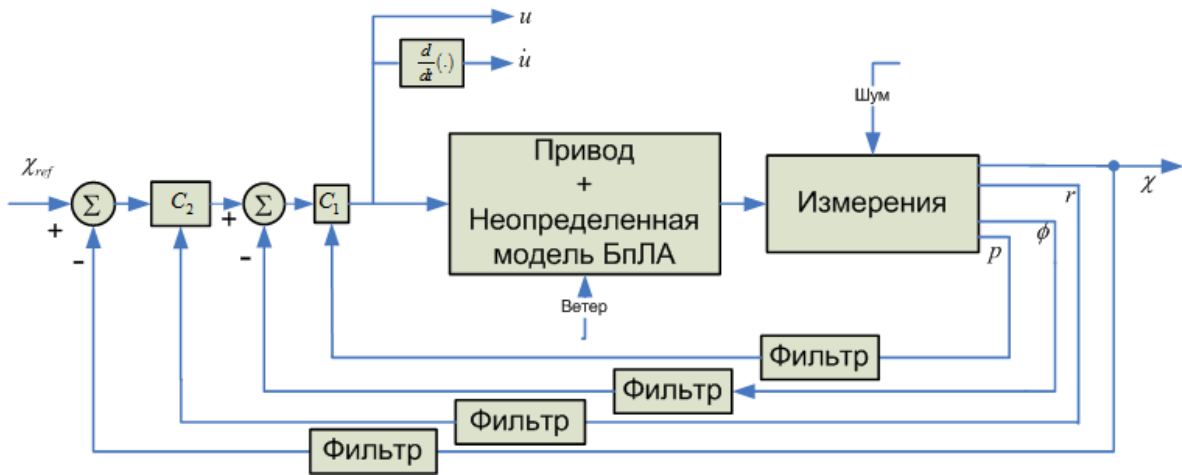 u
d/dt(.)
u̇
Шум
χref
Σ
C2
Σ
C1
Привод
+
Неопределенная
модель БпЛА
Измерения
χ
r
ϕ
p
+
-
+
-
Ветер
Фильтр
Фильтр
Фильтр
Фильтр